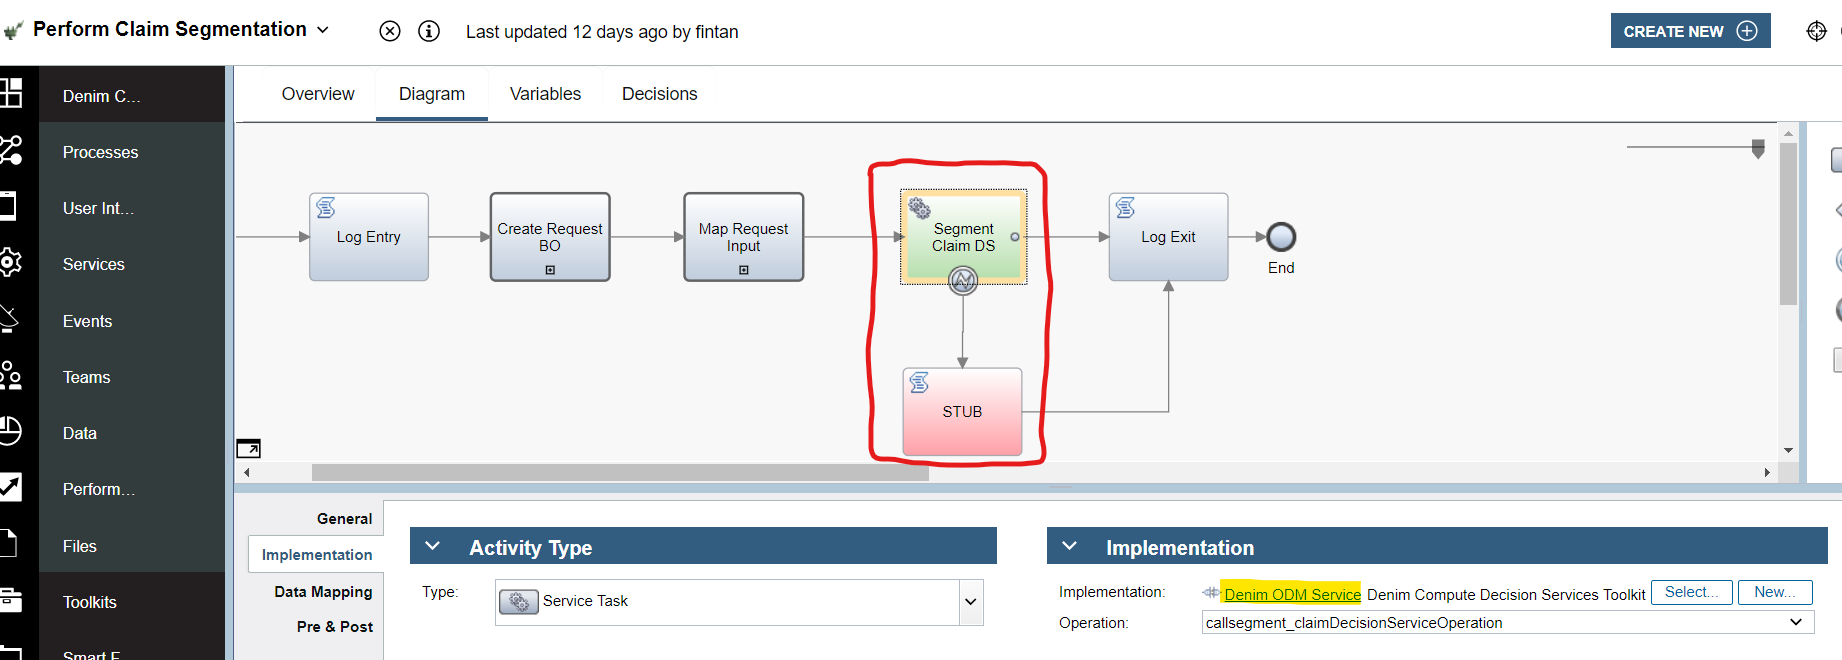 Perform Claim Segmentation
Last updated 12 days ago by fintan
CREATE NEW
Denim C...
Processes
User Int...
Services
Events
Teams
Data
Perform...
Files
Toolkits
Smart F
Overview
Diagram
Variables
Decisions
Log Entry
Create Request
BO
Map Request
Input
Segment
Claim DS
Log Exit
End
STUB
General
Implementation
Data Mapping
Pre & Post
Activity Type
Type:
Service Task
Implementation
Implementation:
Denim ODM Service Denim Compute Decision Services Toolkit
Select...
New...
Operation:
callsegment_claimDecisionServiceOperation